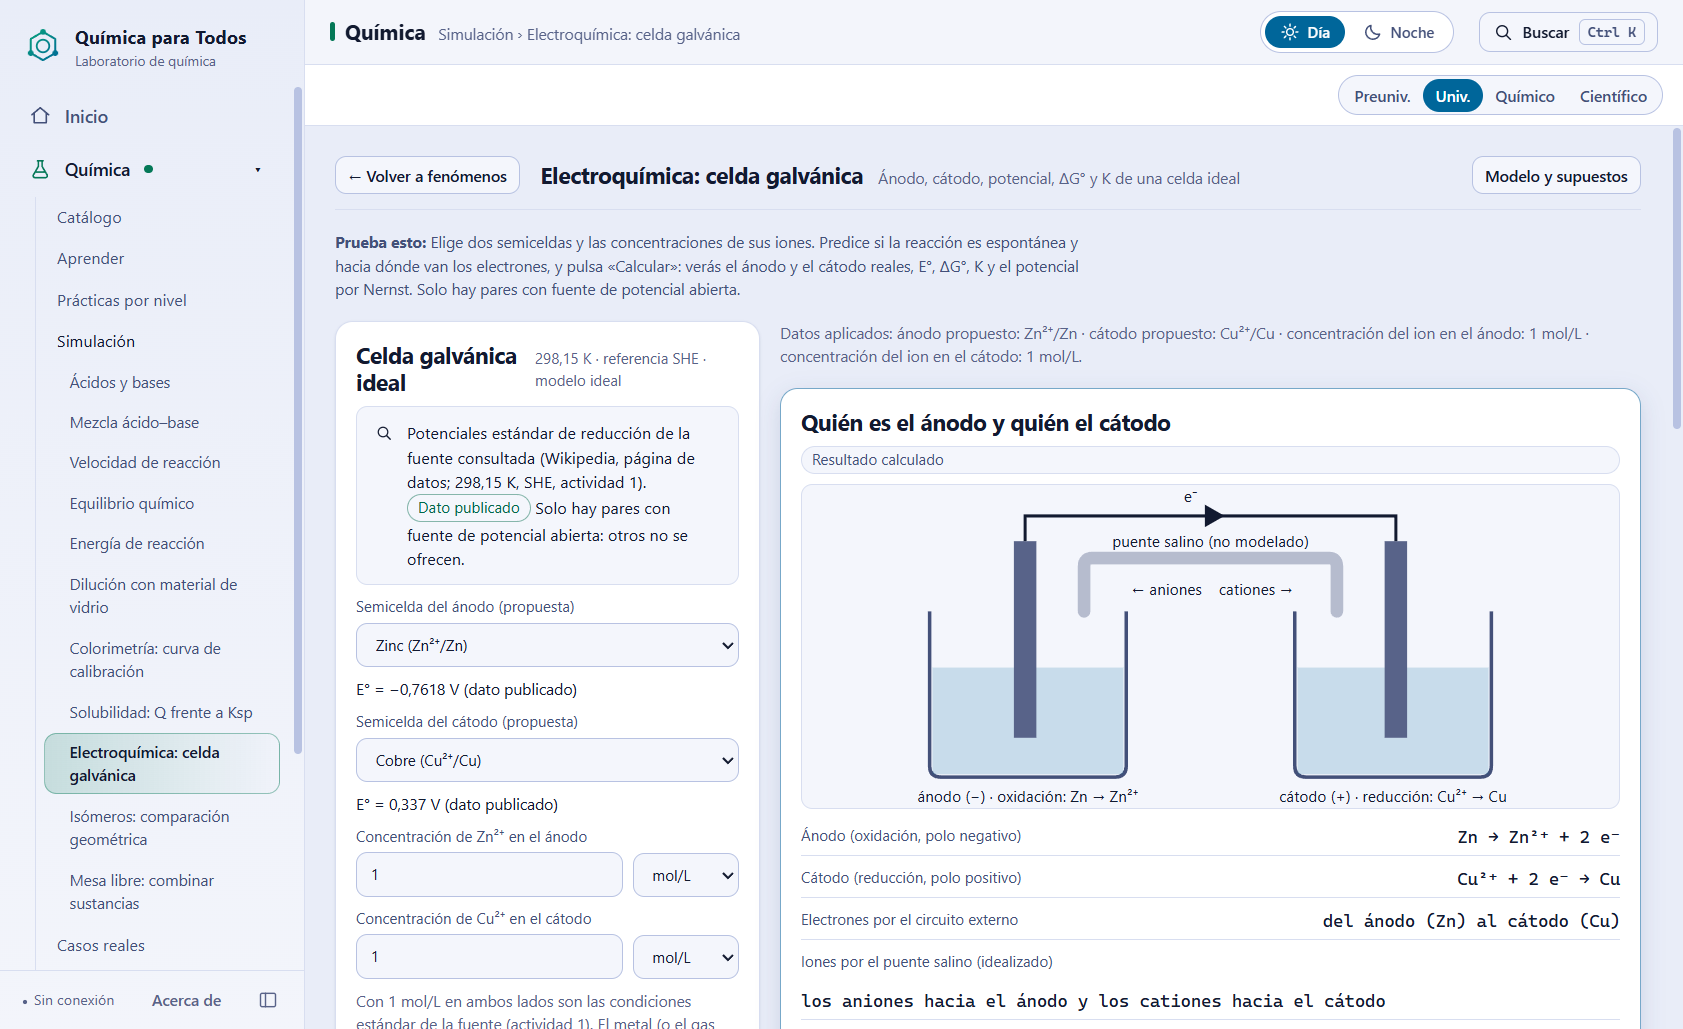 Química para Todos
Laboratorio de química
Inicio
Química
Catálogo
Aprender
Prácticas por nivel
Simulación
Ácidos y bases
Mezcla ácido–base
Velocidad de reacción
Equilibrio químico
Energía de reacción
Dilución con material de
vidrio
Colorimetría: curva de
calibración
Solubilidad: Q frente a Ksp
Electroquímica: celda
galvánica
Isómeros: comparación
geométrica
Mesa libre: combinar
sustancias
Casos reales
• Sin conexión
Acerca de
Química Simulación › Electroquímica: celda galvánica
Día
Noche
Buscar Ctrl K
Preuniv. Univ. Químico Científico
← Volver a fenómenos
Electroquímica: celda galvánica Ánodo, cátodo, potencial, ΔG° y K de una celda ideal
Modelo y supuestos
Prueba esto: Elige dos semiceldas y las concentraciones de sus iones. Predice si la reacción es espontánea y
hacia dónde van los electrones, y pulsa «Calcular»: verás el ánodo y el cátodo reales, E°, ΔG°, K y el potencial
por Nernst. Solo hay pares con fuente de potencial abierta.
Celda galvánica
ideal
298,15 K · referencia SHE ·
modelo ideal
Potenciales estándar de reducción de la
fuente consultada (Wikipedia, página de
datos; 298,15 K, SHE, actividad 1).
Dato publicado Solo hay pares con
fuente de potencial abierta: otros no se
ofrecen.
Semicelda del ánodo (propuesta)
Zinc (Zn²⁺/Zn)
E° = −0,7618 V (dato publicado)
Semicelda del cátodo (propuesta)
Cobre (Cu²⁺/Cu)
E° = 0,337 V (dato publicado)
Concentración de Zn²⁺ en el ánodo
1 mol/L
Concentración de Cu²⁺ en el cátodo
1 mol/L
Con 1 mol/L en ambos lados son las condiciones
estándar de la fuente (actividad 1). El metal (o el gas
Datos aplicados: ánodo propuesto: Zn²⁺/Zn · cátodo propuesto: Cu²⁺/Cu · concentración del ion en el ánodo: 1 mol/L ·
concentración del ion en el cátodo: 1 mol/L.
Quién es el ánodo y quién el cátodo
Resultado calculado
e⁻
puente salino (no modelado)
← aniones cationes →
ánodo (−) · oxidación: Zn → Zn²⁺
cátodo (+) · reducción: Cu²⁺ → Cu
Ánodo (oxidación, polo negativo) Zn → Zn²⁺ + 2 e⁻
Cátodo (reducción, polo positivo) Cu²⁺ + 2 e⁻ → Cu
Electrones por el circuito externo del ánodo (Zn) al cátodo (Cu)
Iones por el puente salino (idealizado)
los aniones hacia el ánodo y los cationes hacia el cátodo